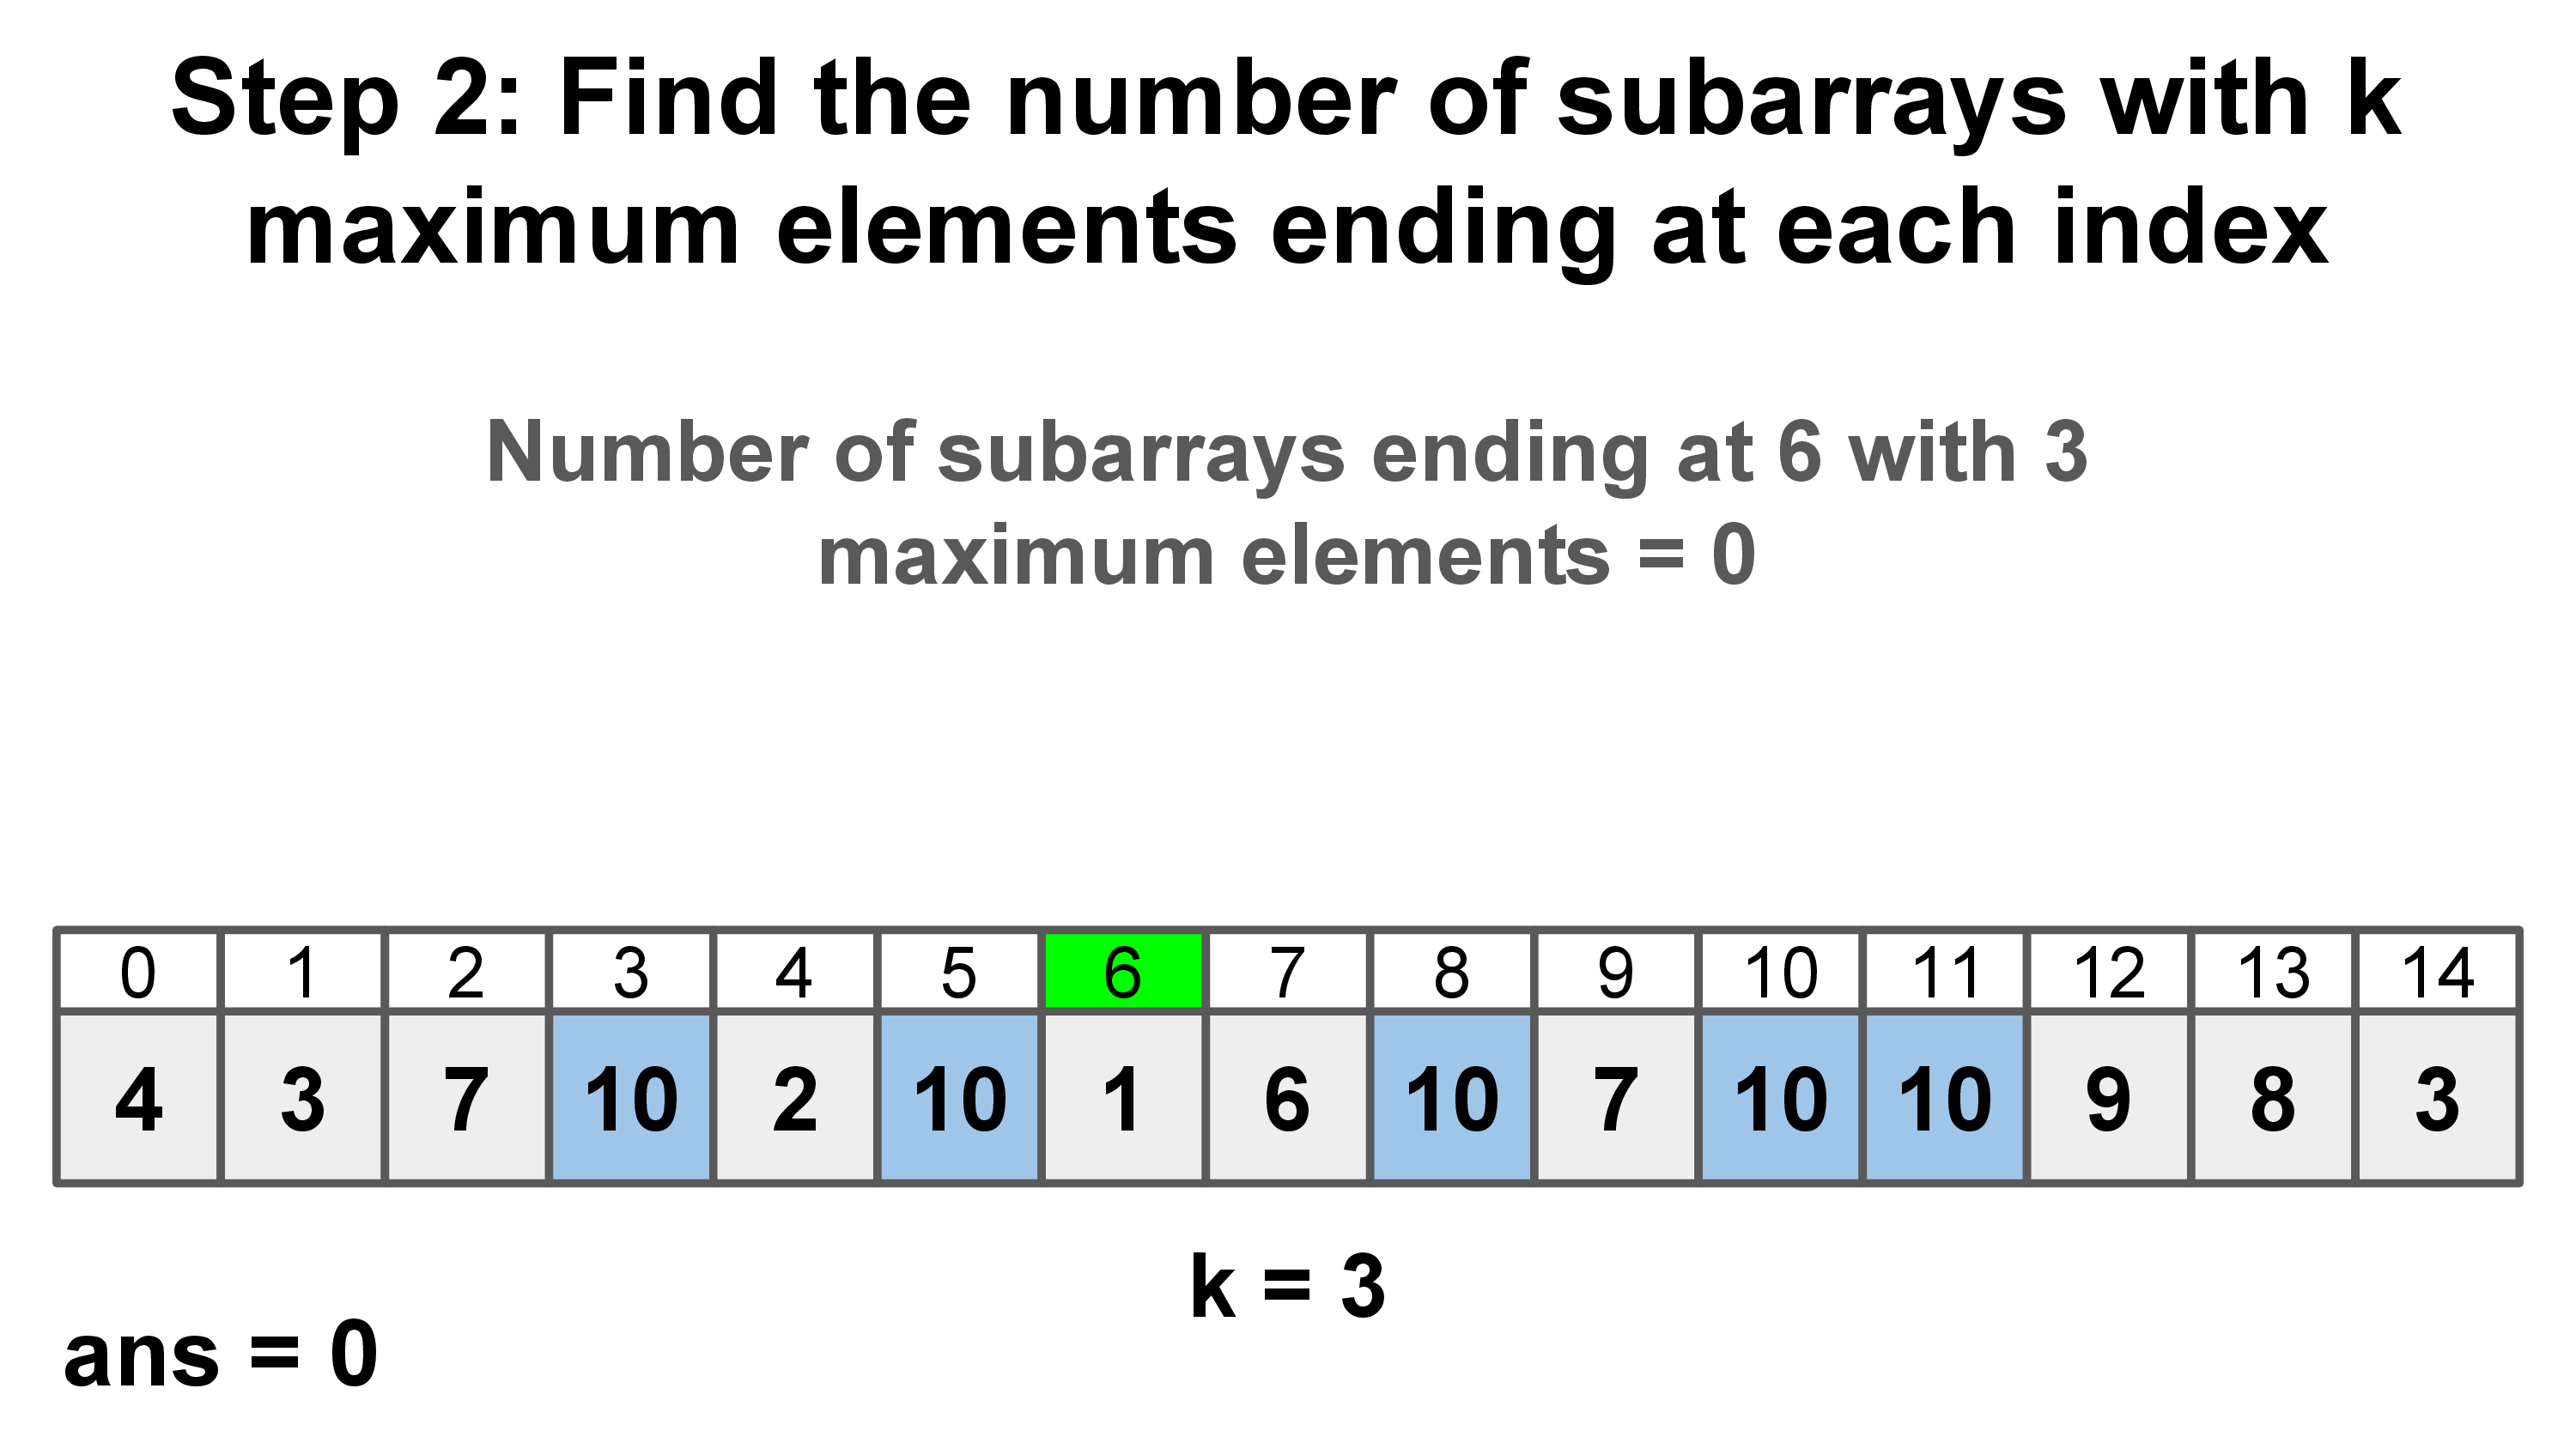 Step 2: Find the number of subarrays with k
maximum elements ending at each index
Number of subarrays ending at 6 with 3
maximum elements = 0
0 1 2 3 4 5 6 7 8 9 10 11 12 13 14
4 3 7 10 2 10 1 6 10 7 10 10 9 8 3
k = 3
ans = 0